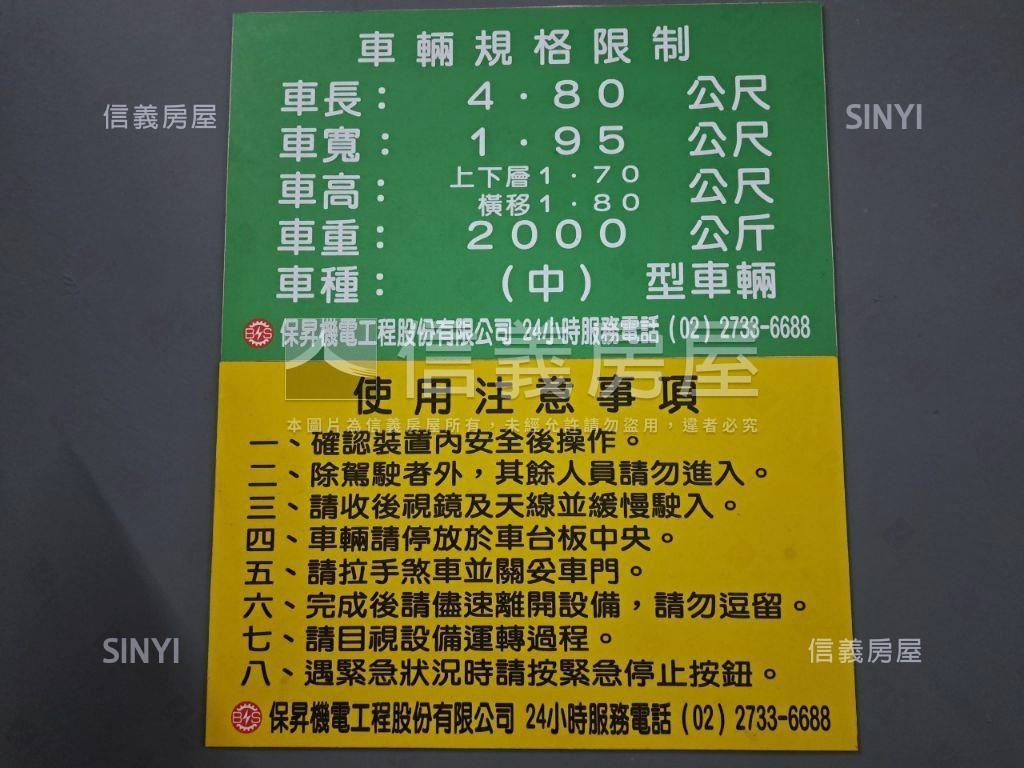 車輛規格限制
車長： 4．80 公尺
信義房屋 SINYI
車寬： 1．95 公尺
車高： 上下層1．70 公尺
橫移1．80
車重： 2000 公斤
車種： （中） 型車輛
BS 保昇機電工程股份有限公司 24小時服務電話（02）2733-6688
信義房屋
使用注意事項
本圖片為信義房屋所有，未經允許請勿盜用，違者必究
一、確認裝置內安全後操作。
二、除駕駛者外，其餘人員請勿進入。
三、請收後視鏡及天線並緩慢駛入。
四、車輛請停放於車台板中央。
五、請拉手煞車並關妥車門。
六、完成後請儘速離開設備，請勿逗留。
七、請目視設備運轉過程。
SINYI 信義房屋
八、遇緊急狀況時請按緊急停止按鈕。
BS 保昇機電工程股份有限公司 24小時服務電話（02）2733-6688